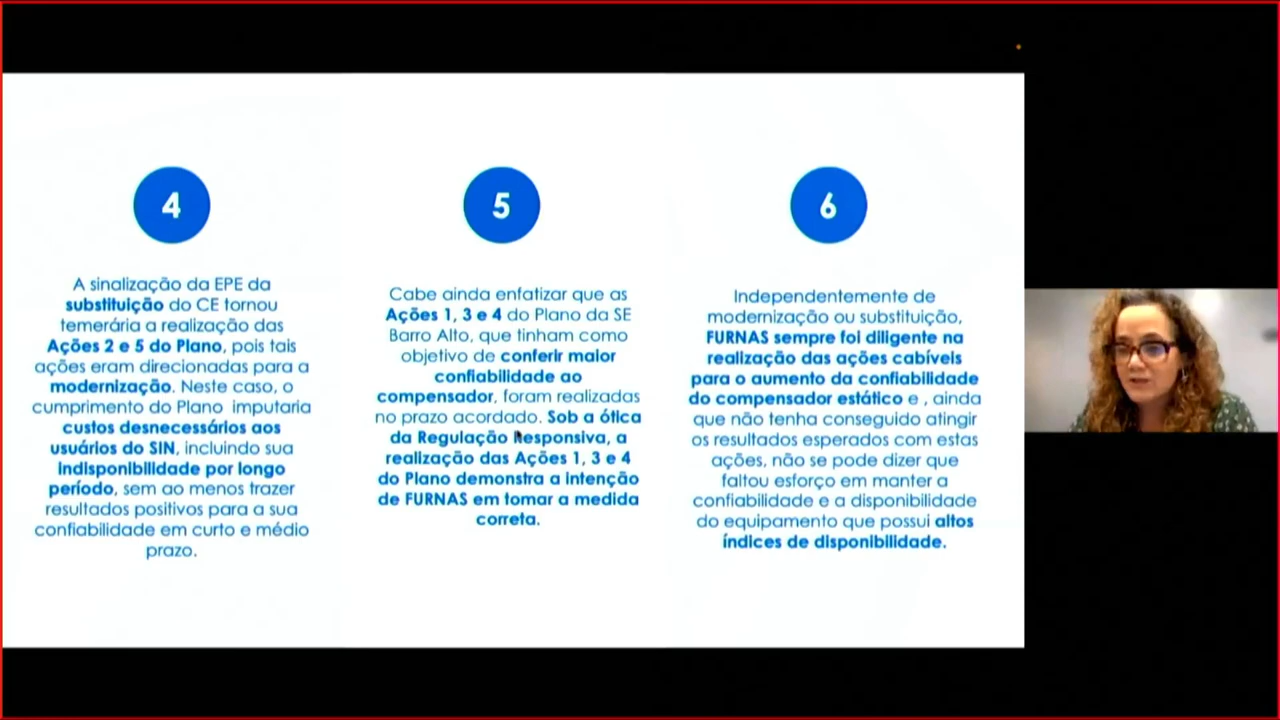 4
A sinalização da EPE da
substituição do CE tornou
temerária a realização das
Ações 2 e 5 do Plano, pois tais
ações eram direcionadas para a
modernização. Neste caso, o
cumprimento do Plano imputaria
custos desnecessários aos
usuários do SIN, incluindo sua
indisponibilidade por longo
período, sem ao menos trazer
resultados positivos para a sua
confiabilidade em curto e médio
prazo.
5
Cabe ainda enfatizar que as
Ações 1, 3 e 4 do Plano da SE
Barro Alto, que tinham como
objetivo de conferir maior
confiabilidade ao
compensador, foram realizadas
no prazo acordado. Sob a ótica
da Regulação Responsiva, a
realização das Ações 1, 3 e 4
do Plano demonstra a intenção
de FURNAS em tomar a medida
correta.
6
Independentemente de
modernização ou substituição,
FURNAS sempre foi diligente na
realização das ações cabíveis
para o aumento da confiabilidade
do compensador estático e , ainda
que não tenha conseguido atingir
os resultados esperados com estas
ações, não se pode dizer que
faltou esforço em manter a
confiabilidade e a disponibilidade
do equipamento que possui altos
índices de disponibilidade.